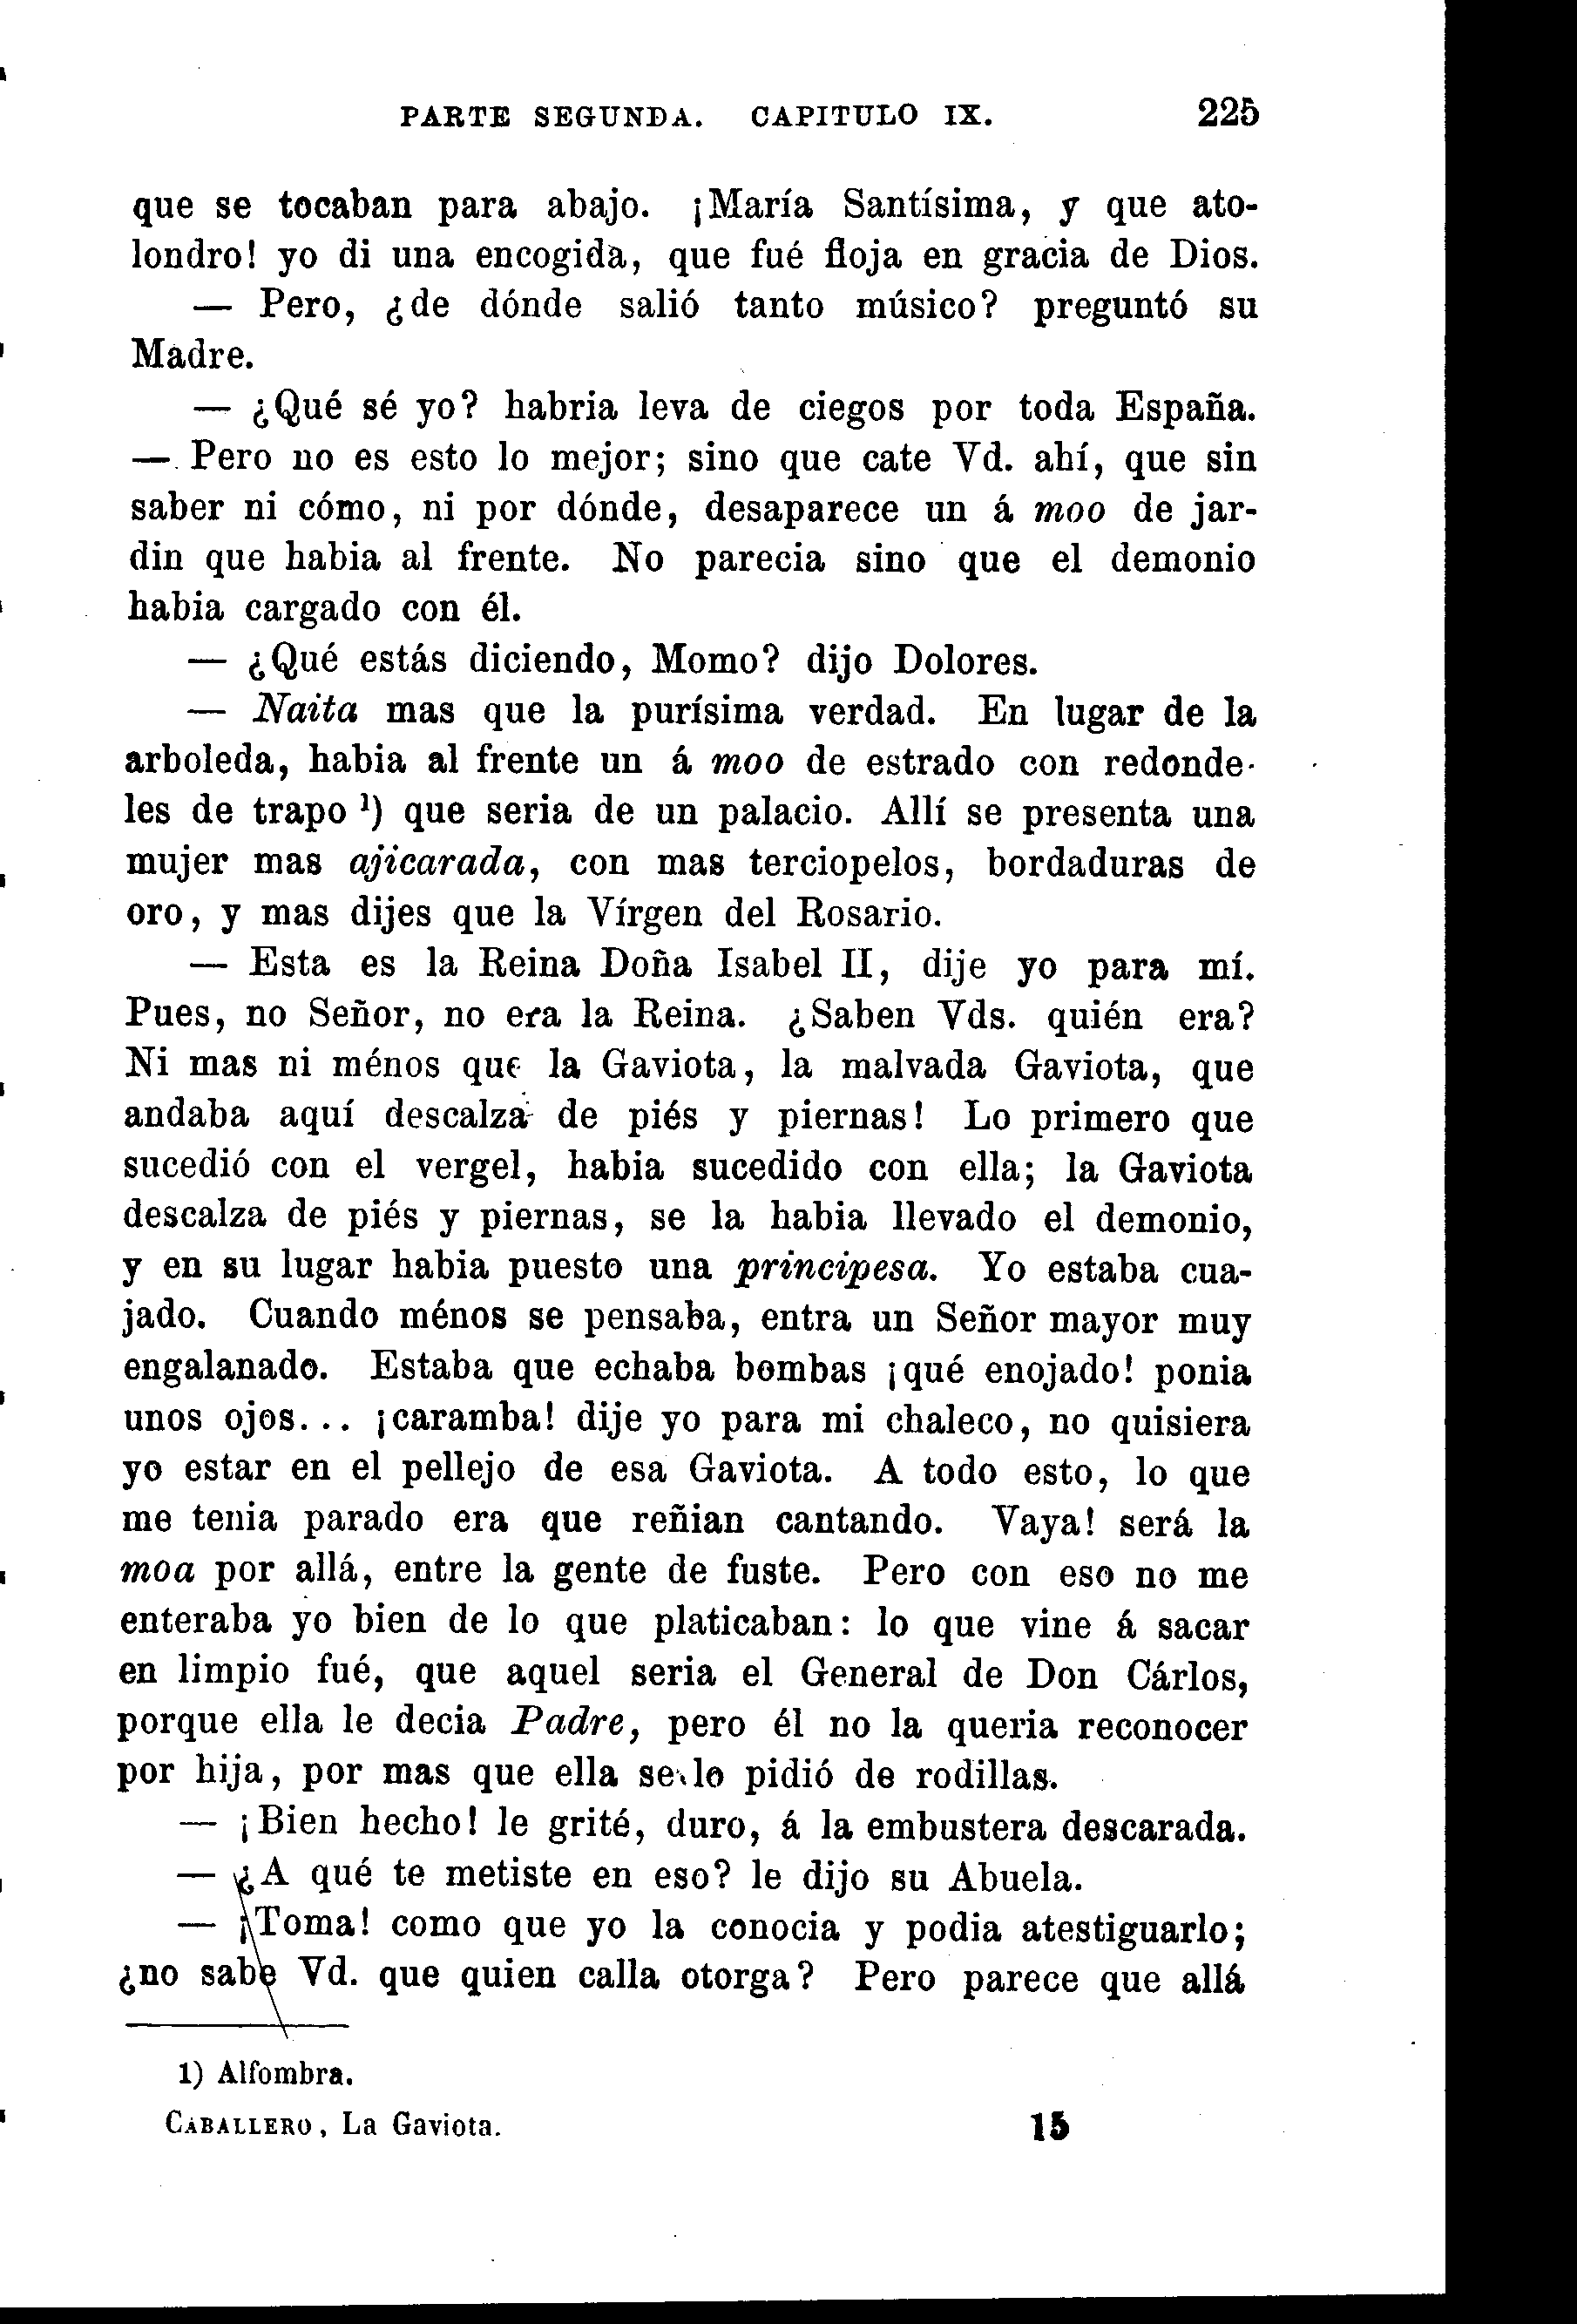 PARTE SEGUNDA. CAPITULO IX. 225
que se tocaban para abajo. ¡María Santísima, y que ato-
londro! yo di una encogida, que fué floja en gracia de Dios.
— Pero, ¿de dónde salió tanto músico? preguntó su
Madre.
— ¿Qué sé yo? habria leva de ciegos por toda España.
— Pero no es esto lo mejor; sino que cate Vd. ahí, que sin
saber ni cómo, ni por dónde, desaparece un á moo de jar-
din que habia al frente. No parecia sino que el demonio
habia cargado con él.
— ¿Qué estás diciendo, Momo? dijo Dolores.
— Naita mas que la purísima verdad. En lugar de la
arboleda, habia al frente un á moo de estrado con redonde-
les de trapo ¹) que seria de un palacio. Allí se presenta una
mujer mas ajicarada, con mas terciopelos, bordaduras de
oro, y mas dijes que la Vírgen del Rosario.
— Esta es la Reina Doña Isabel II, dije yo para mí.
Pues, no Señor, no era la Reina. ¿Saben Vds. quién era?
Ni mas ni ménos que la Gaviota, la malvada Gaviota, que
andaba aquí descalza de piés y piernas! Lo primero que
sucedió con el vergel, habia sucedido con ella; la Gaviota
descalza de piés y piernas, se la habia llevado el demonio,
y en su lugar habia puesto una principesa. Yo estaba cua-
jado. Cuando ménos se pensaba, entra un Señor mayor muy
engalanado. Estaba que echaba bombas ¡qué enojado! ponia
unos ojos... ¡caramba! dije yo para mi chaleco, no quisiera
yo estar en el pellejo de esa Gaviota. A todo esto, lo que
me tenia parado era que reñian cantando. Vaya! será la
moa por allá, entre la gente de fuste. Pero con eso no me
enteraba yo bien de lo que platicaban: lo que vine á sacar
en limpio fué, que aquel seria el General de Don Cárlos,
porque ella le decia Padre, pero él no la queria reconocer
por hija, por mas que ella se lo pidió de rodillas.
— ¡Bien hecho! le grité, duro, á la embustera descarada.
— ¿A qué te metiste en eso? le dijo su Abuela.
— ¡Toma! como que yo la conocia y podia atestiguarlo;
¿no sabe Vd. que quien calla otorga? Pero parece que allá
1) Alfombra.
CABALLERO, La Gaviota. 15